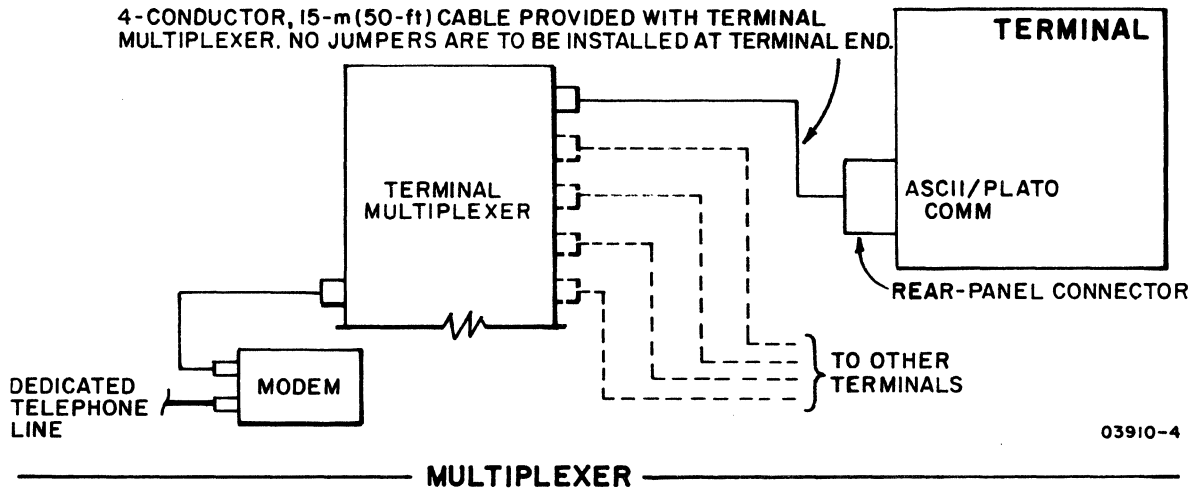 4-CONDUCTOR, 15-m (50-ft) CABLE PROVIDED WITH TERMINAL
MULTIPLEXER. NO JUMPERS ARE TO BE INSTALLED AT TERMINAL END.
TERMINAL
TERMINAL
MULTIPLEXER
ASCII/PLATO
COMM
REAR-PANEL CONNECTOR
MODEM
DEDICATED
TELEPHONE
LINE
TO OTHER
TERMINALS
03910-4
MULTIPLEXER